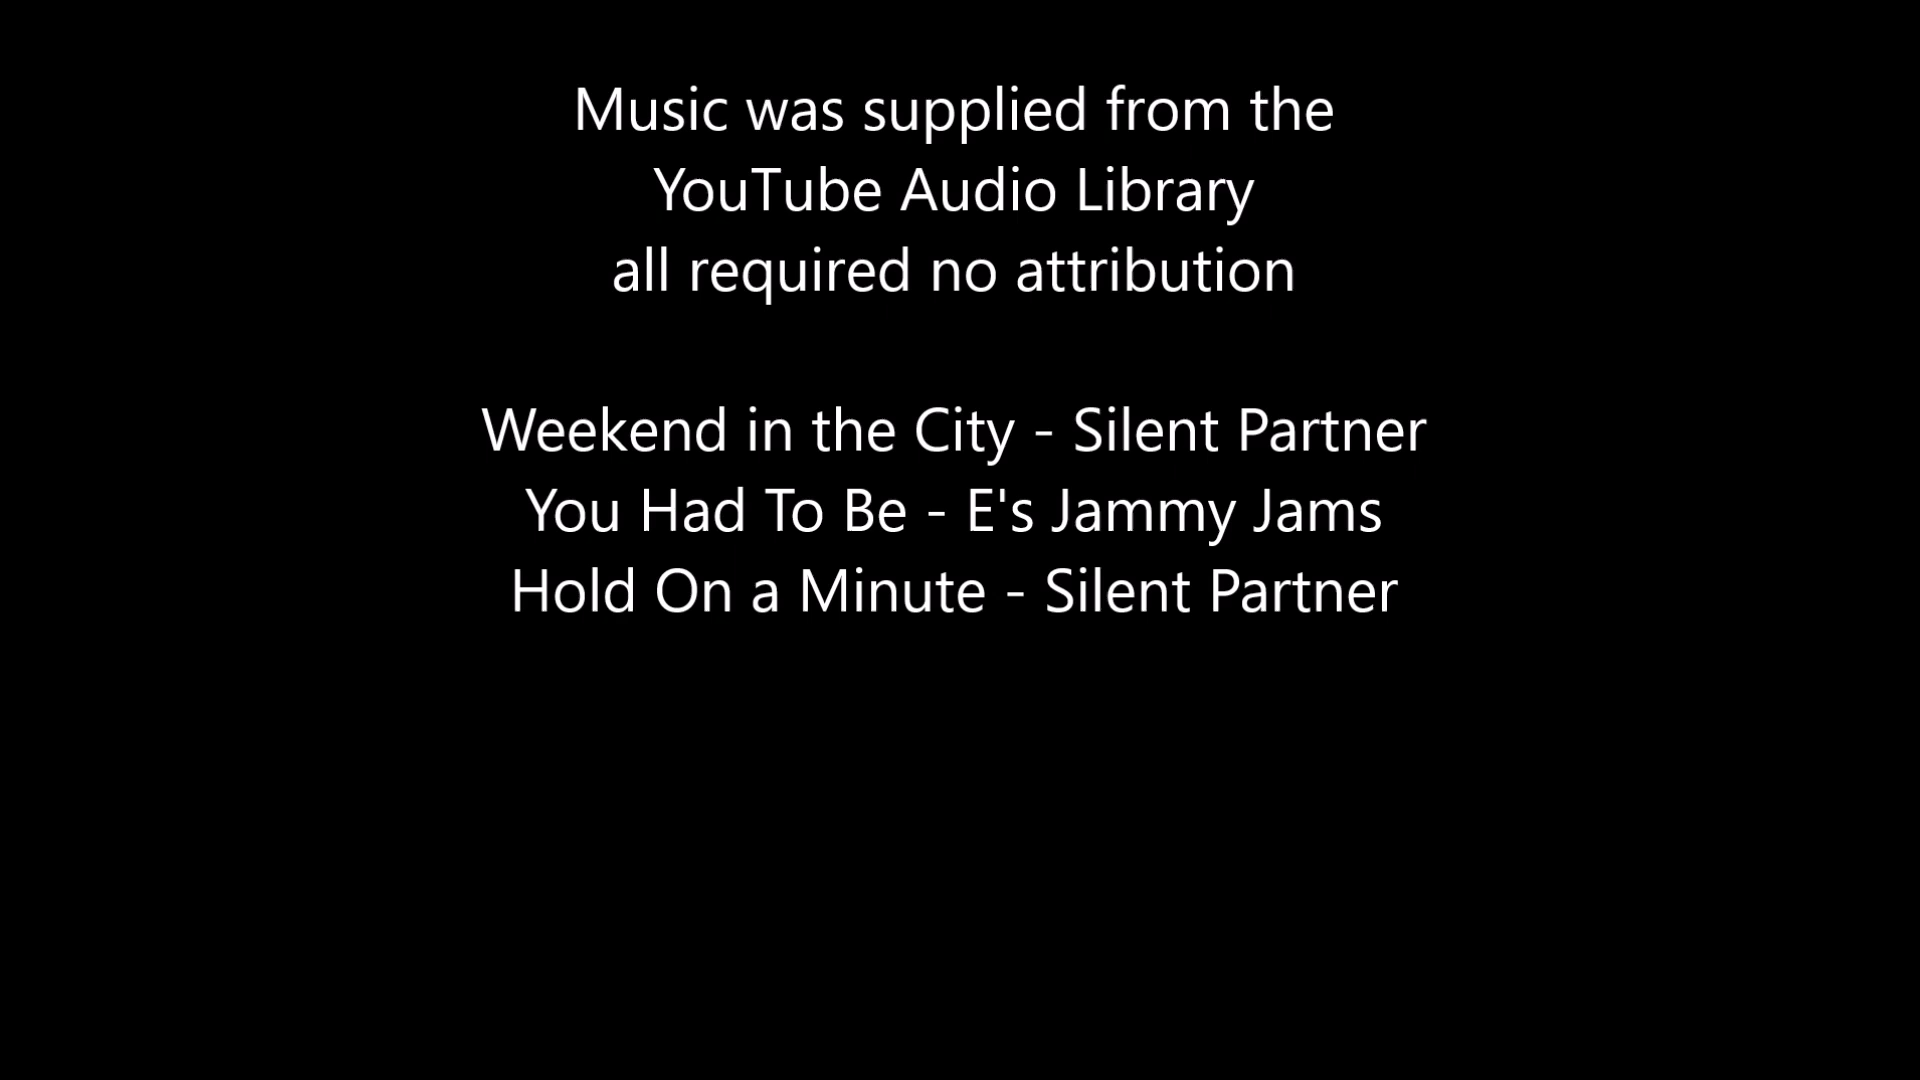 Music was supplied from the
YouTube Audio Library
all required no attribution
Weekend in the City - Silent Partner
You Had To Be - E's Jammy Jams
Hold On a Minute - Silent Partner